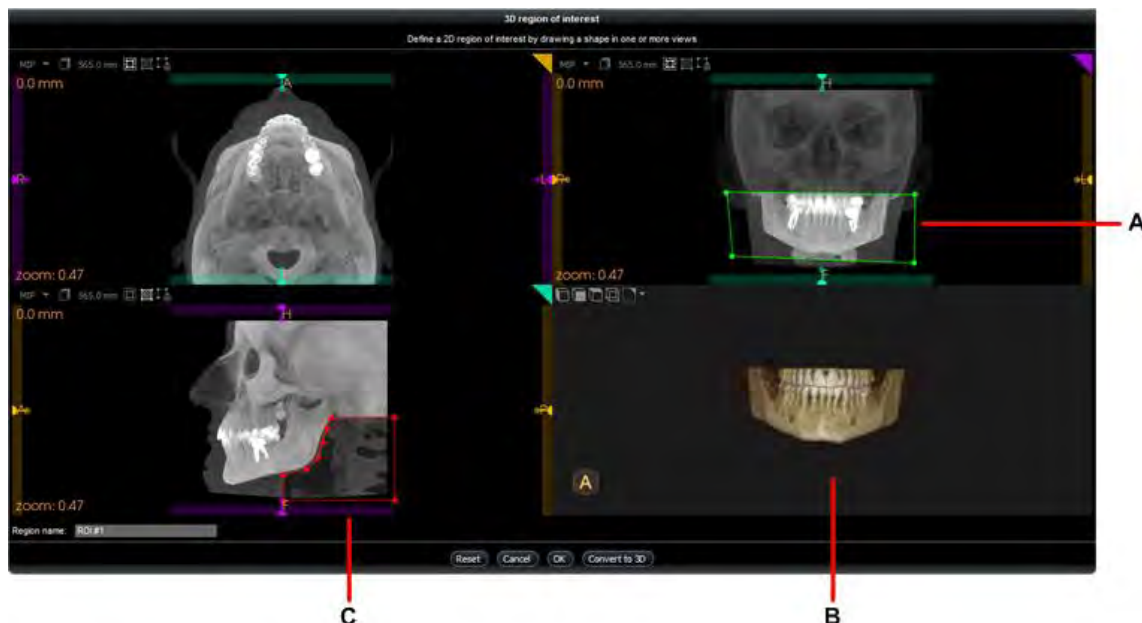 3D region of interest
Define a 2D region of interest by drawing a shape in one or more views
MIP 565.0 mm
0.0 mm
A
R
L
zoom: 0.47
MIP 565.0 mm
0.0 mm
H
R
L
F
zoom: 0.47
A
MIP 565.0 mm
0.0 mm
H
A
P
F
zoom: 0.47
A
Region name: ROI #1
Reset Cancel OK Convert to 3D
C
B